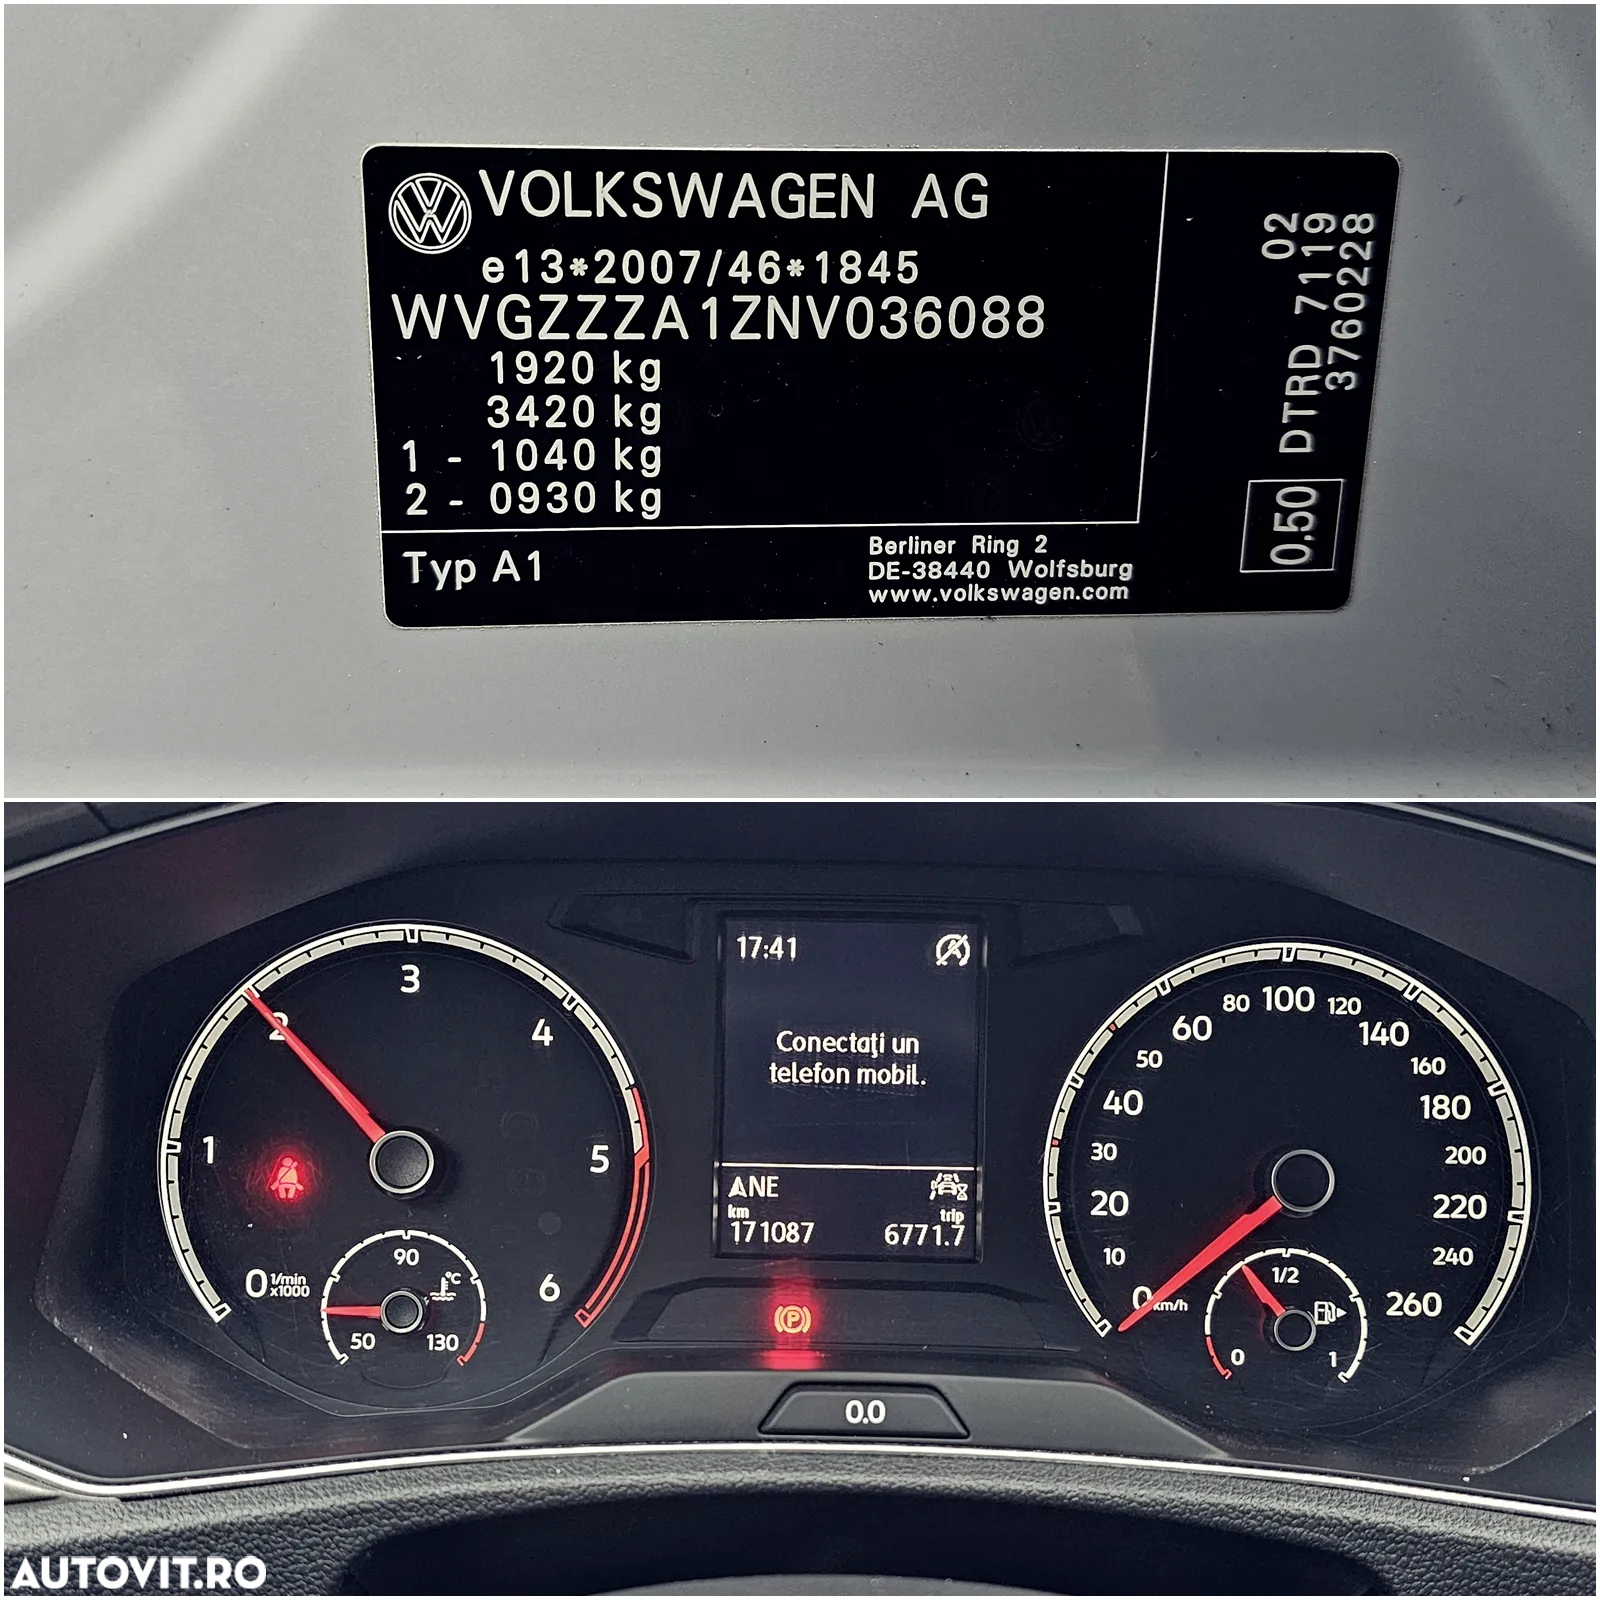 VOLKSWAGEN AG
e13*2007/46*1845
WVGZZZA1ZNV036088
1920 kg
3420 kg
1 - 1040 kg
2 - 0930 kg
Typ A1
Berliner Ring 2
DE-38440 Wolfsburg
www.volkswagen.com
02
0,50 DTRD 7119
3760228
17:41
Conectați un
telefon mobil.
ANE
km
171087
trip
6771.7
0 1 2 3 4 5 6
1/min
x1000
50 90 130
°C
0 10 20 30 40 50 60 80 100 120 140 160 180 200 220 240 260
km/h
0 1/2 1
P
0.0
AUTOVIT.RO